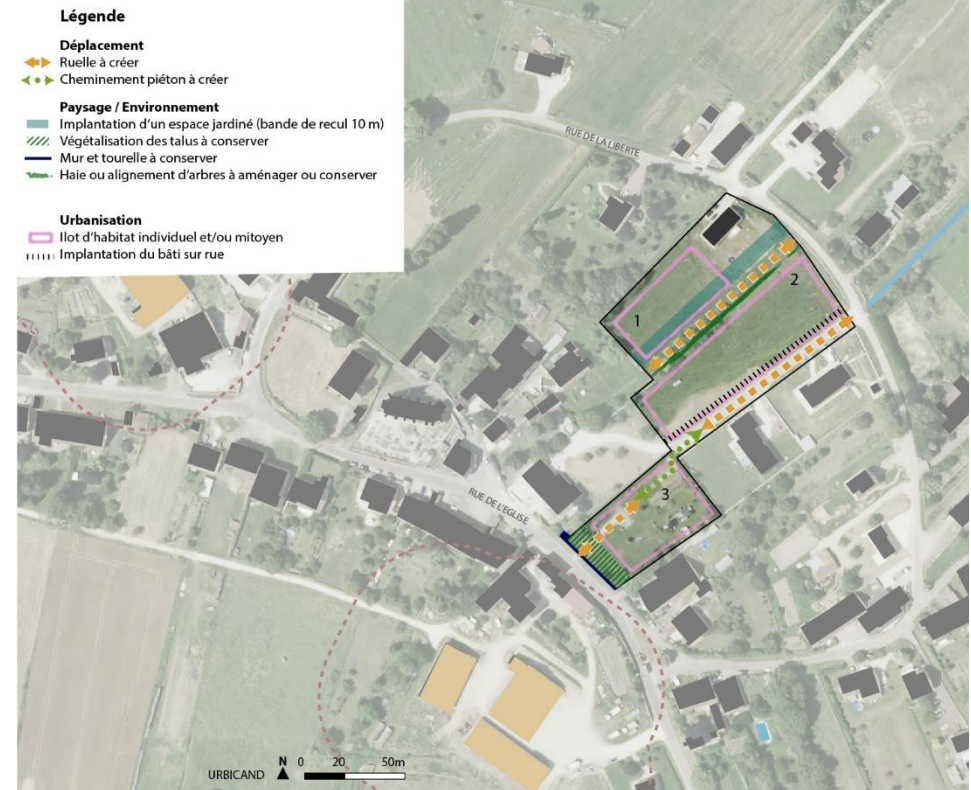 Légende
Déplacement
Ruelle à créer
Cheminement piéton à créer
Paysage / Environnement
Implantation d'un espace jardiné (bande de recul 10 m)
Végétalisation des talus à conserver
Mur et tourelle à conserver
Haie ou alignement d'arbres à aménager ou conserver
Urbanisation
Ilot d'habitat individuel et/ou mitoyen
Implantation du bâti sur rue
RUE DE LA LIBERTE
2
1
3
RUE DE L'EGLISE
URBICAND N 0 20 50m